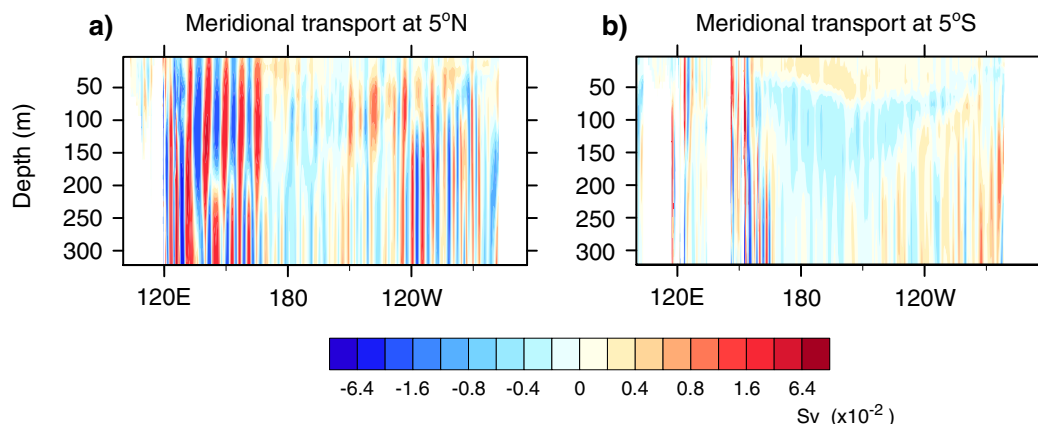 a) Meridional transport at 5°N
b) Meridional transport at 5°S
Depth (m)
50
100
150
200
250
300
120E 180 120W
50
100
150
200
250
300
120E 180 120W
-6.4 -1.6 -0.8 -0.4 0 0.4 0.8 1.6 6.4
Sv (x10⁻²)